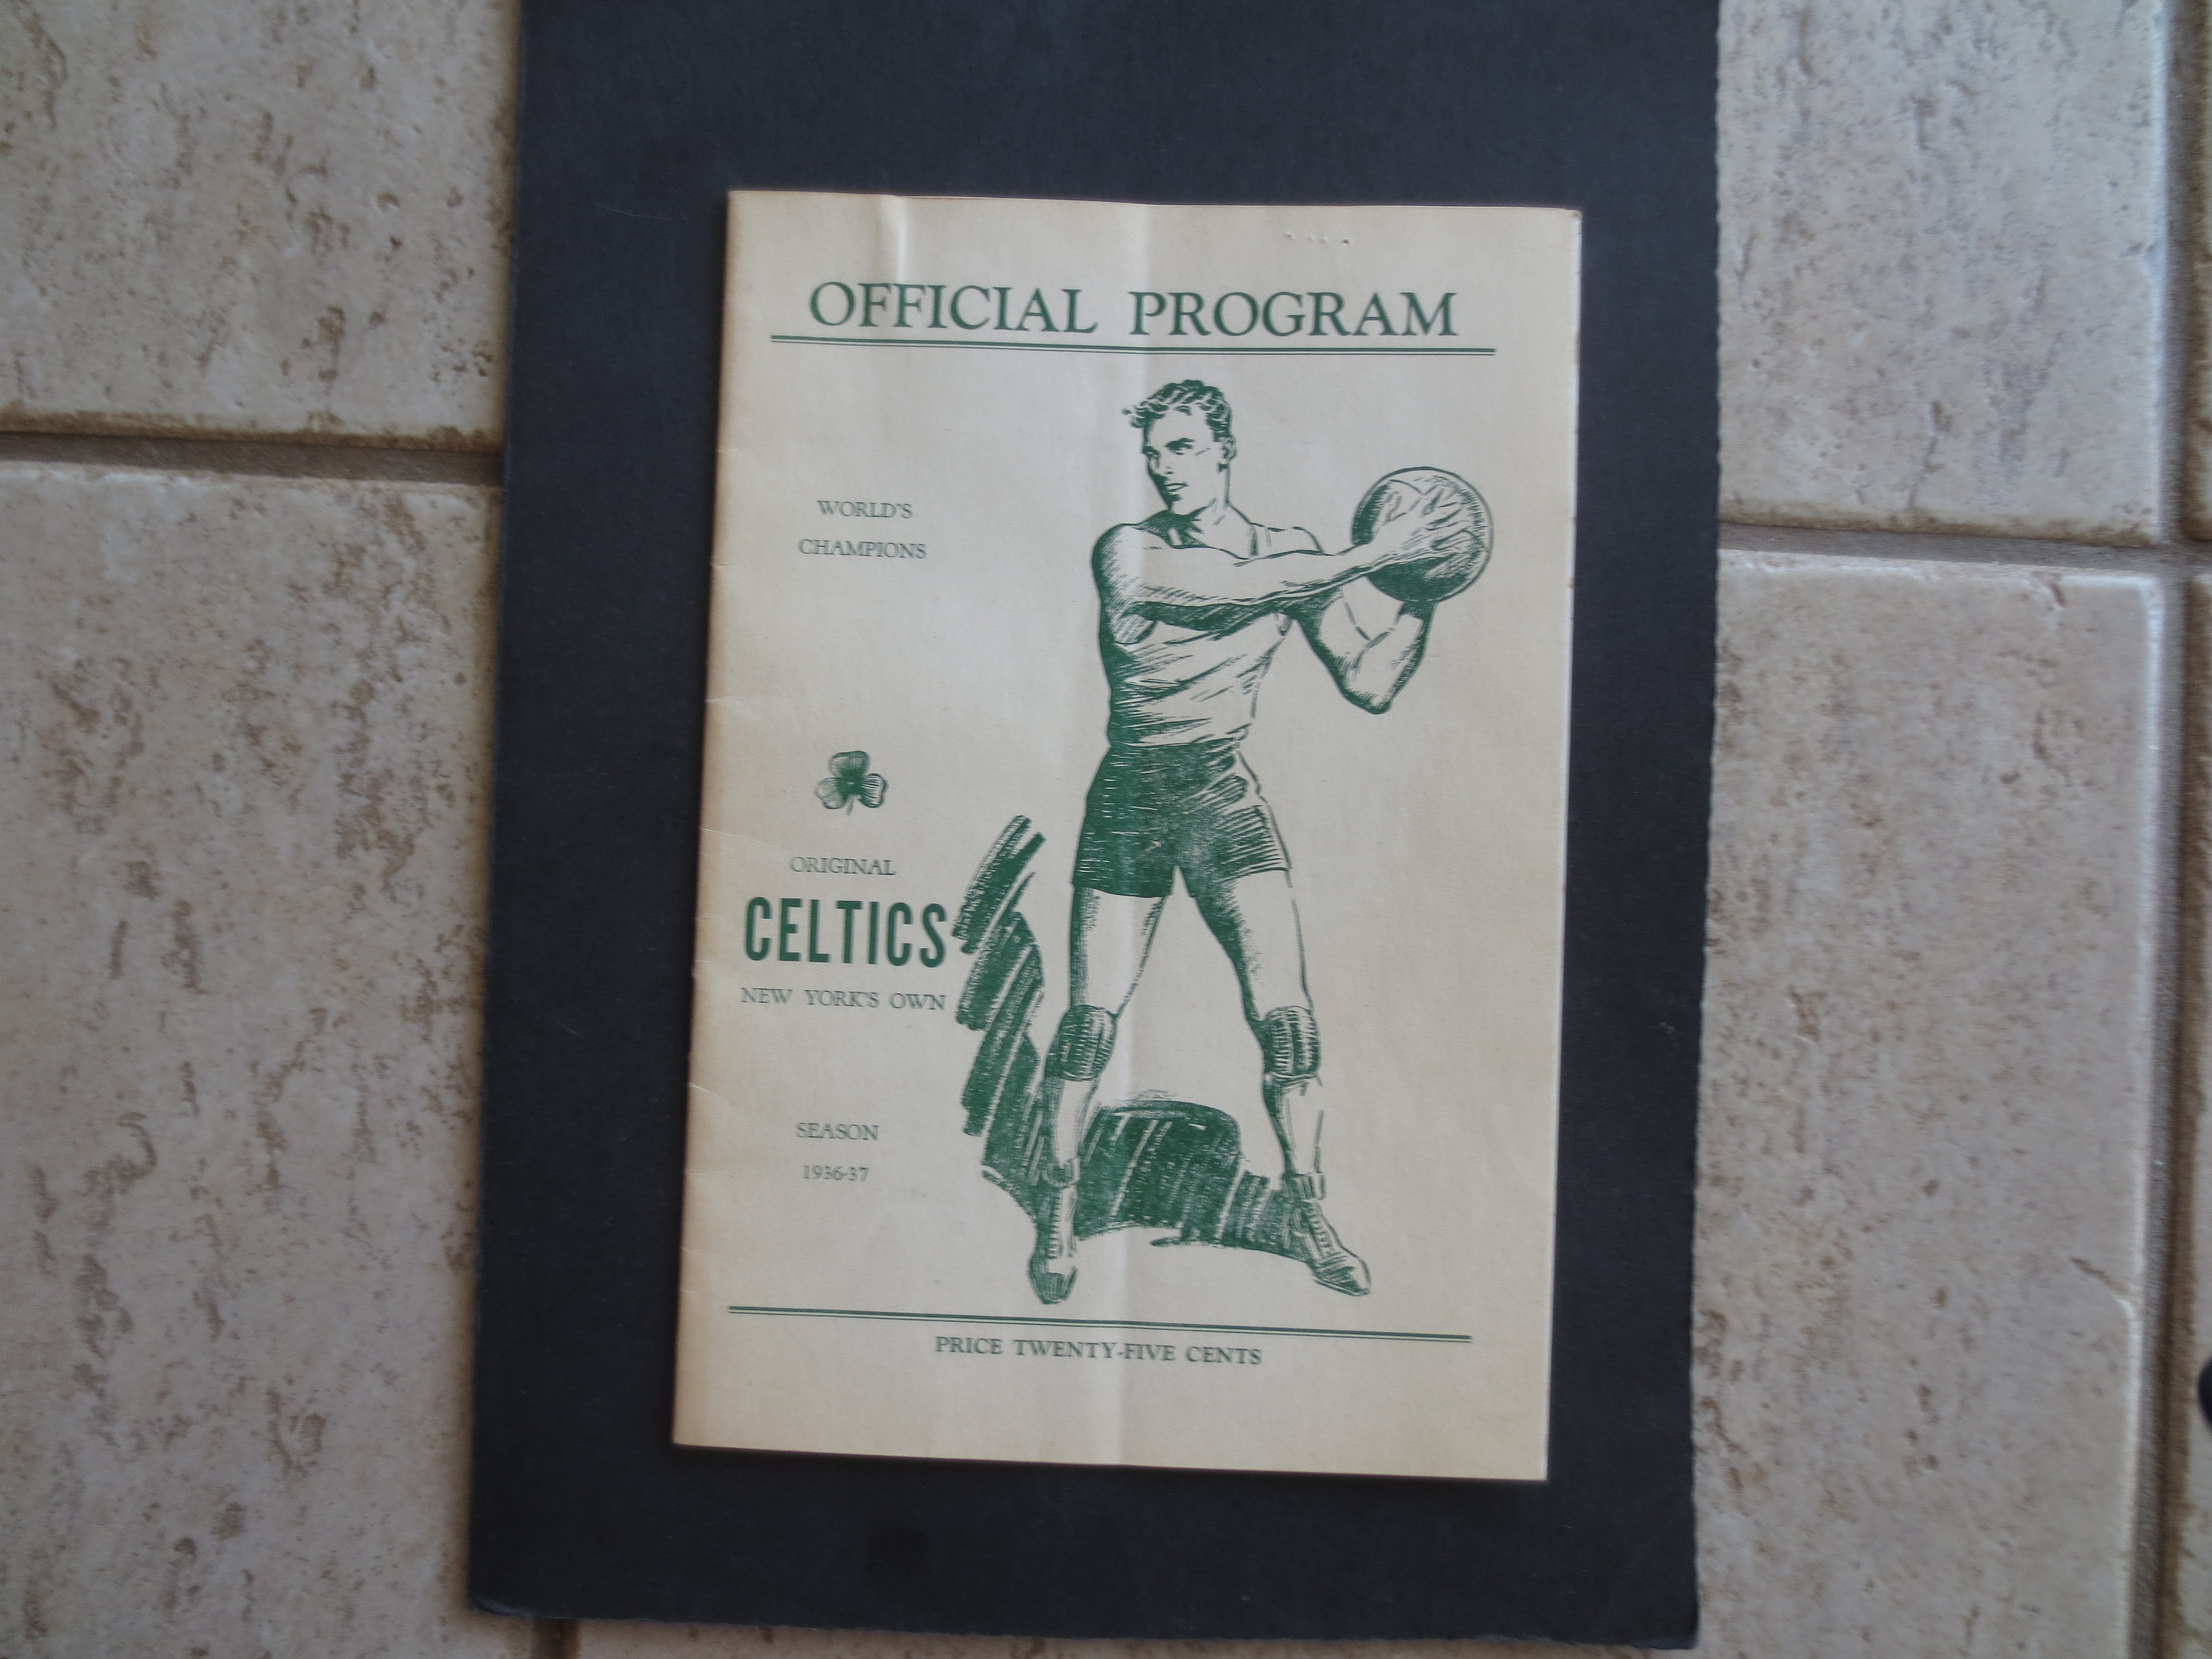 OFFICIAL PROGRAM
WORLD'S
CHAMPIONS
ORIGINAL
CELTICS
NEW YORK'S OWN
SEASON
1936-37
PRICE TWENTY-FIVE CENTS